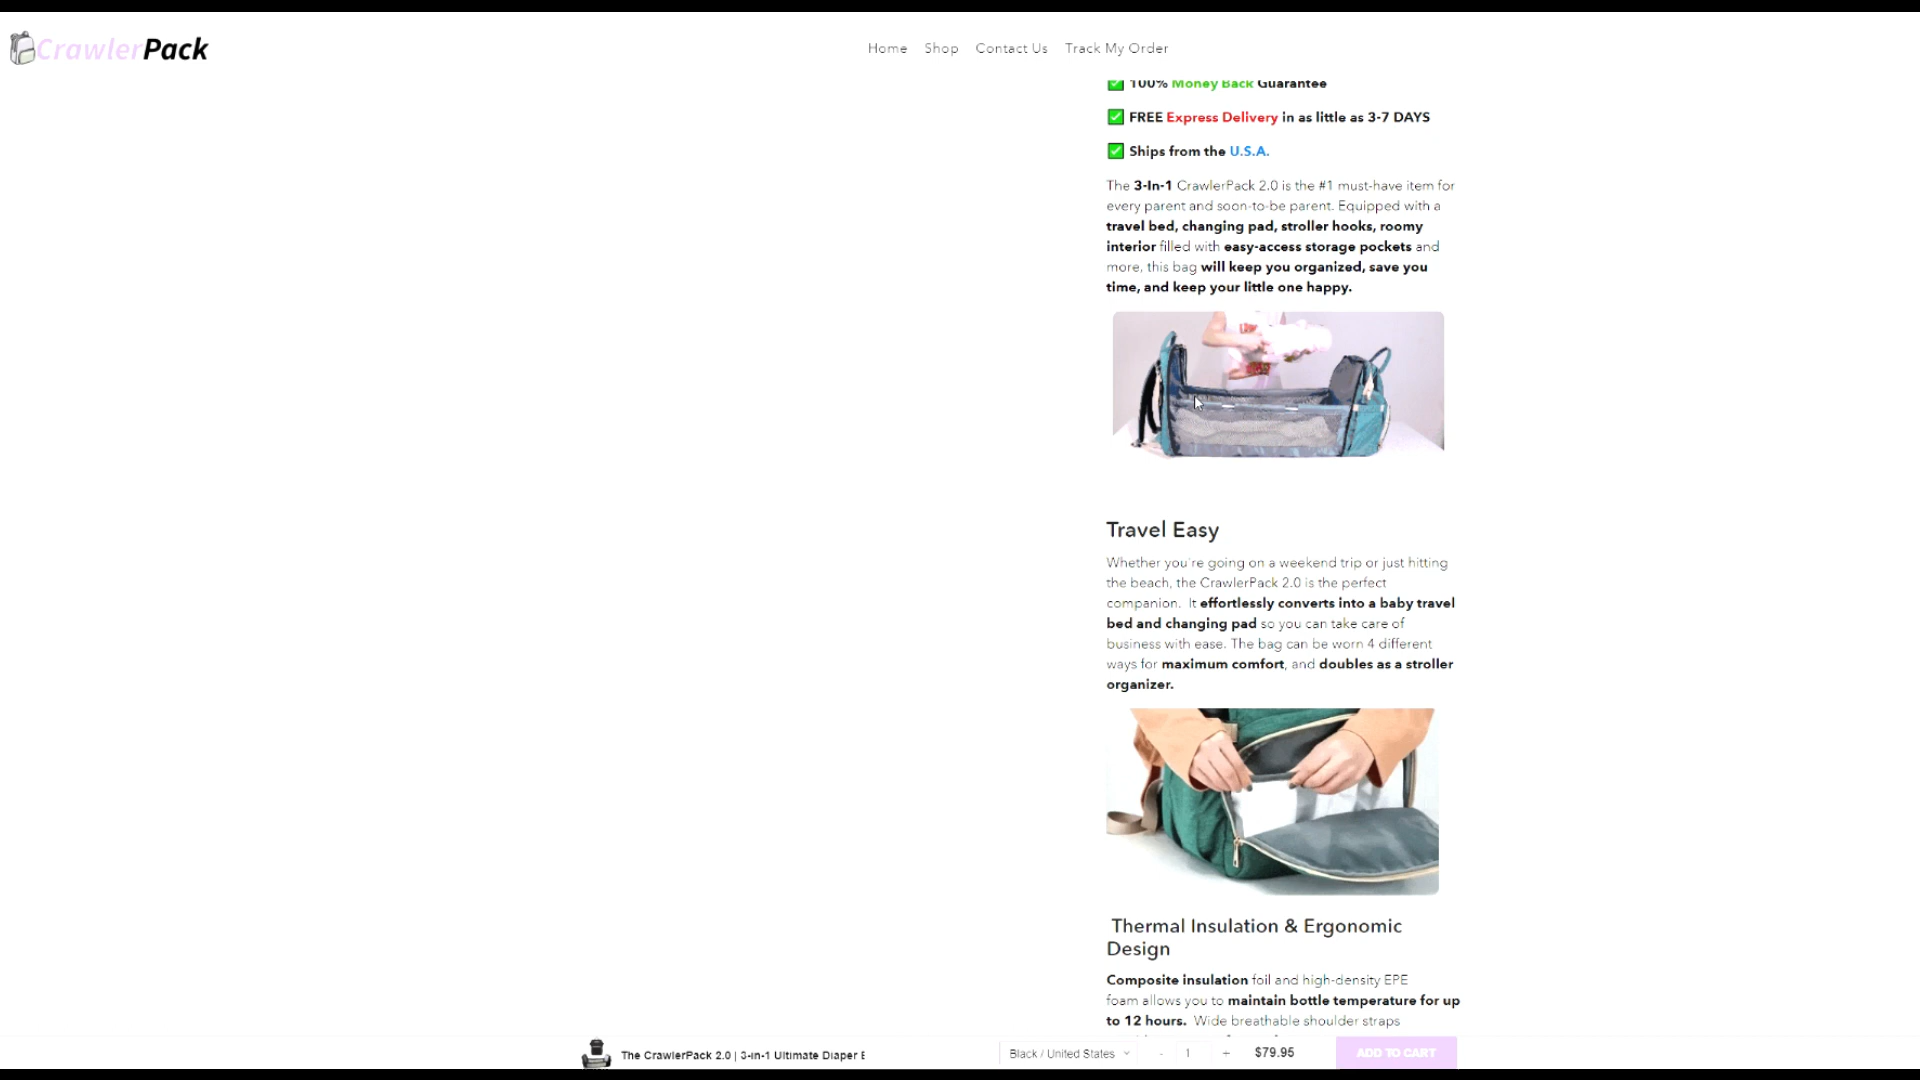 CrawlerPack
Home Shop Contact Us Track My Order
100% Money Back Guarantee
FREE Express Delivery in as little as 3-7 DAYS
Ships from the U.S.A.
The 3-In-1 CrawlerPack 2.0 is the #1 must-have item for
every parent and soon-to-be parent. Equipped with a
travel bed, changing pad, stroller hooks, roomy
interior filled with easy-access storage pockets and
more, this bag will keep you organized, save you
time, and keep your little one happy.
Travel Easy
Whether you're going on a weekend trip or just hitting
the beach, the CrawlerPack 2.0 is the perfect
companion. It effortlessly converts into a baby travel
bed and changing pad so you can take care of
business with ease. The bag can be worn 4 different
ways for maximum comfort, and doubles as a stroller
organizer.
Thermal Insulation & Ergonomic
Design
Composite insulation foil and high-density EPE
foam allows you to maintain bottle temperature for up
to 12 hours. Wide breathable shoulder straps
The CrawlerPack 2.0 | 3-in-1 Ultimate Diaper
Black / United States - 1 + $79.95 ADD TO CART